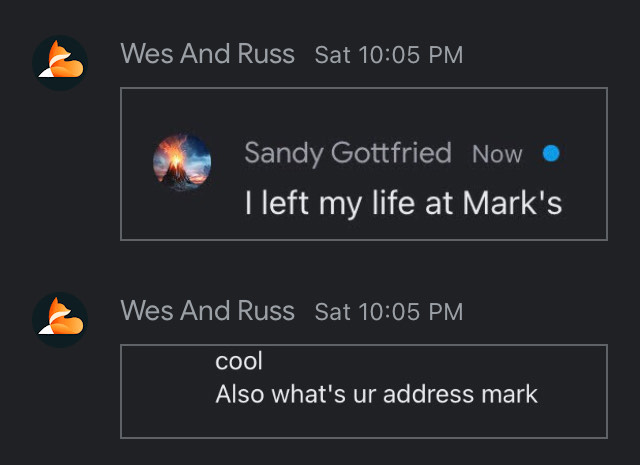 Wes And Russ Sat 10:05 PM
Sandy Gottfried Now
I left my life at Mark's
Wes And Russ Sat 10:05 PM
cool
Also what's ur address mark